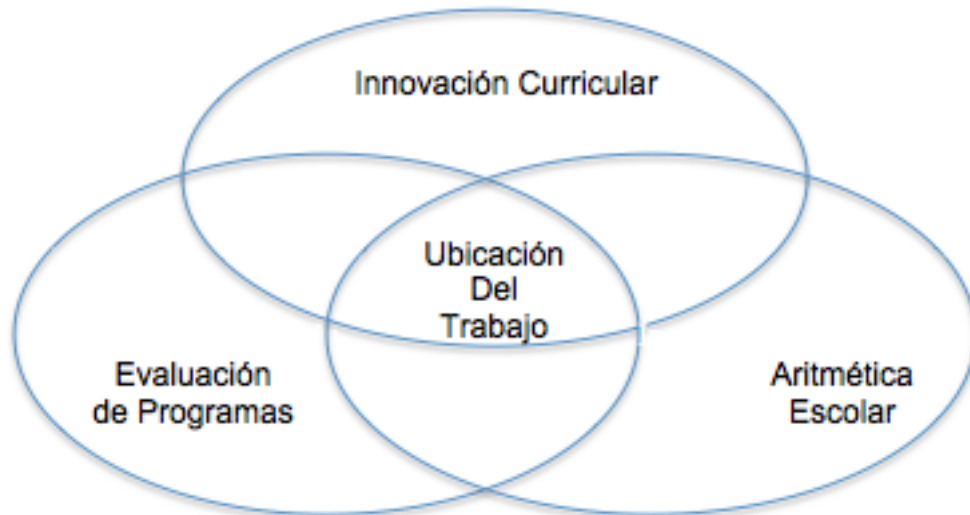 Innovación Curricular
Ubicación
Del
Trabajo
Evaluación
de Programas
Aritmética
Escolar